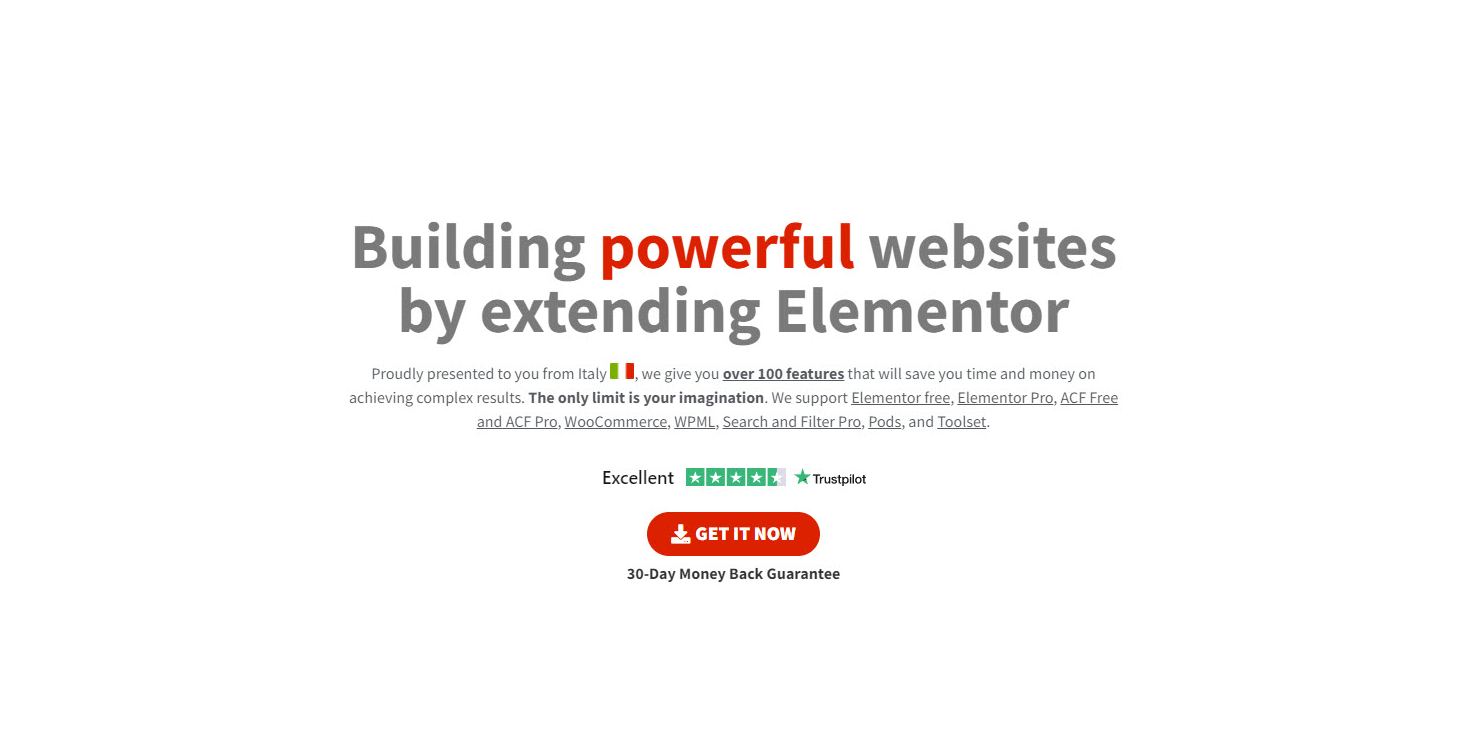 Building powerful websites
by extending Elementor
Proudly presented to you from Italy , we give you over 100 features that will save you time and money on
achieving complex results. The only limit is your imagination. We support Elementor free, Elementor Pro, ACF Free
and ACF Pro, WooCommerce, WPML, Search and Filter Pro, Pods, and Toolset.
Excellent Trustpilot
GET IT NOW
30-Day Money Back Guarantee